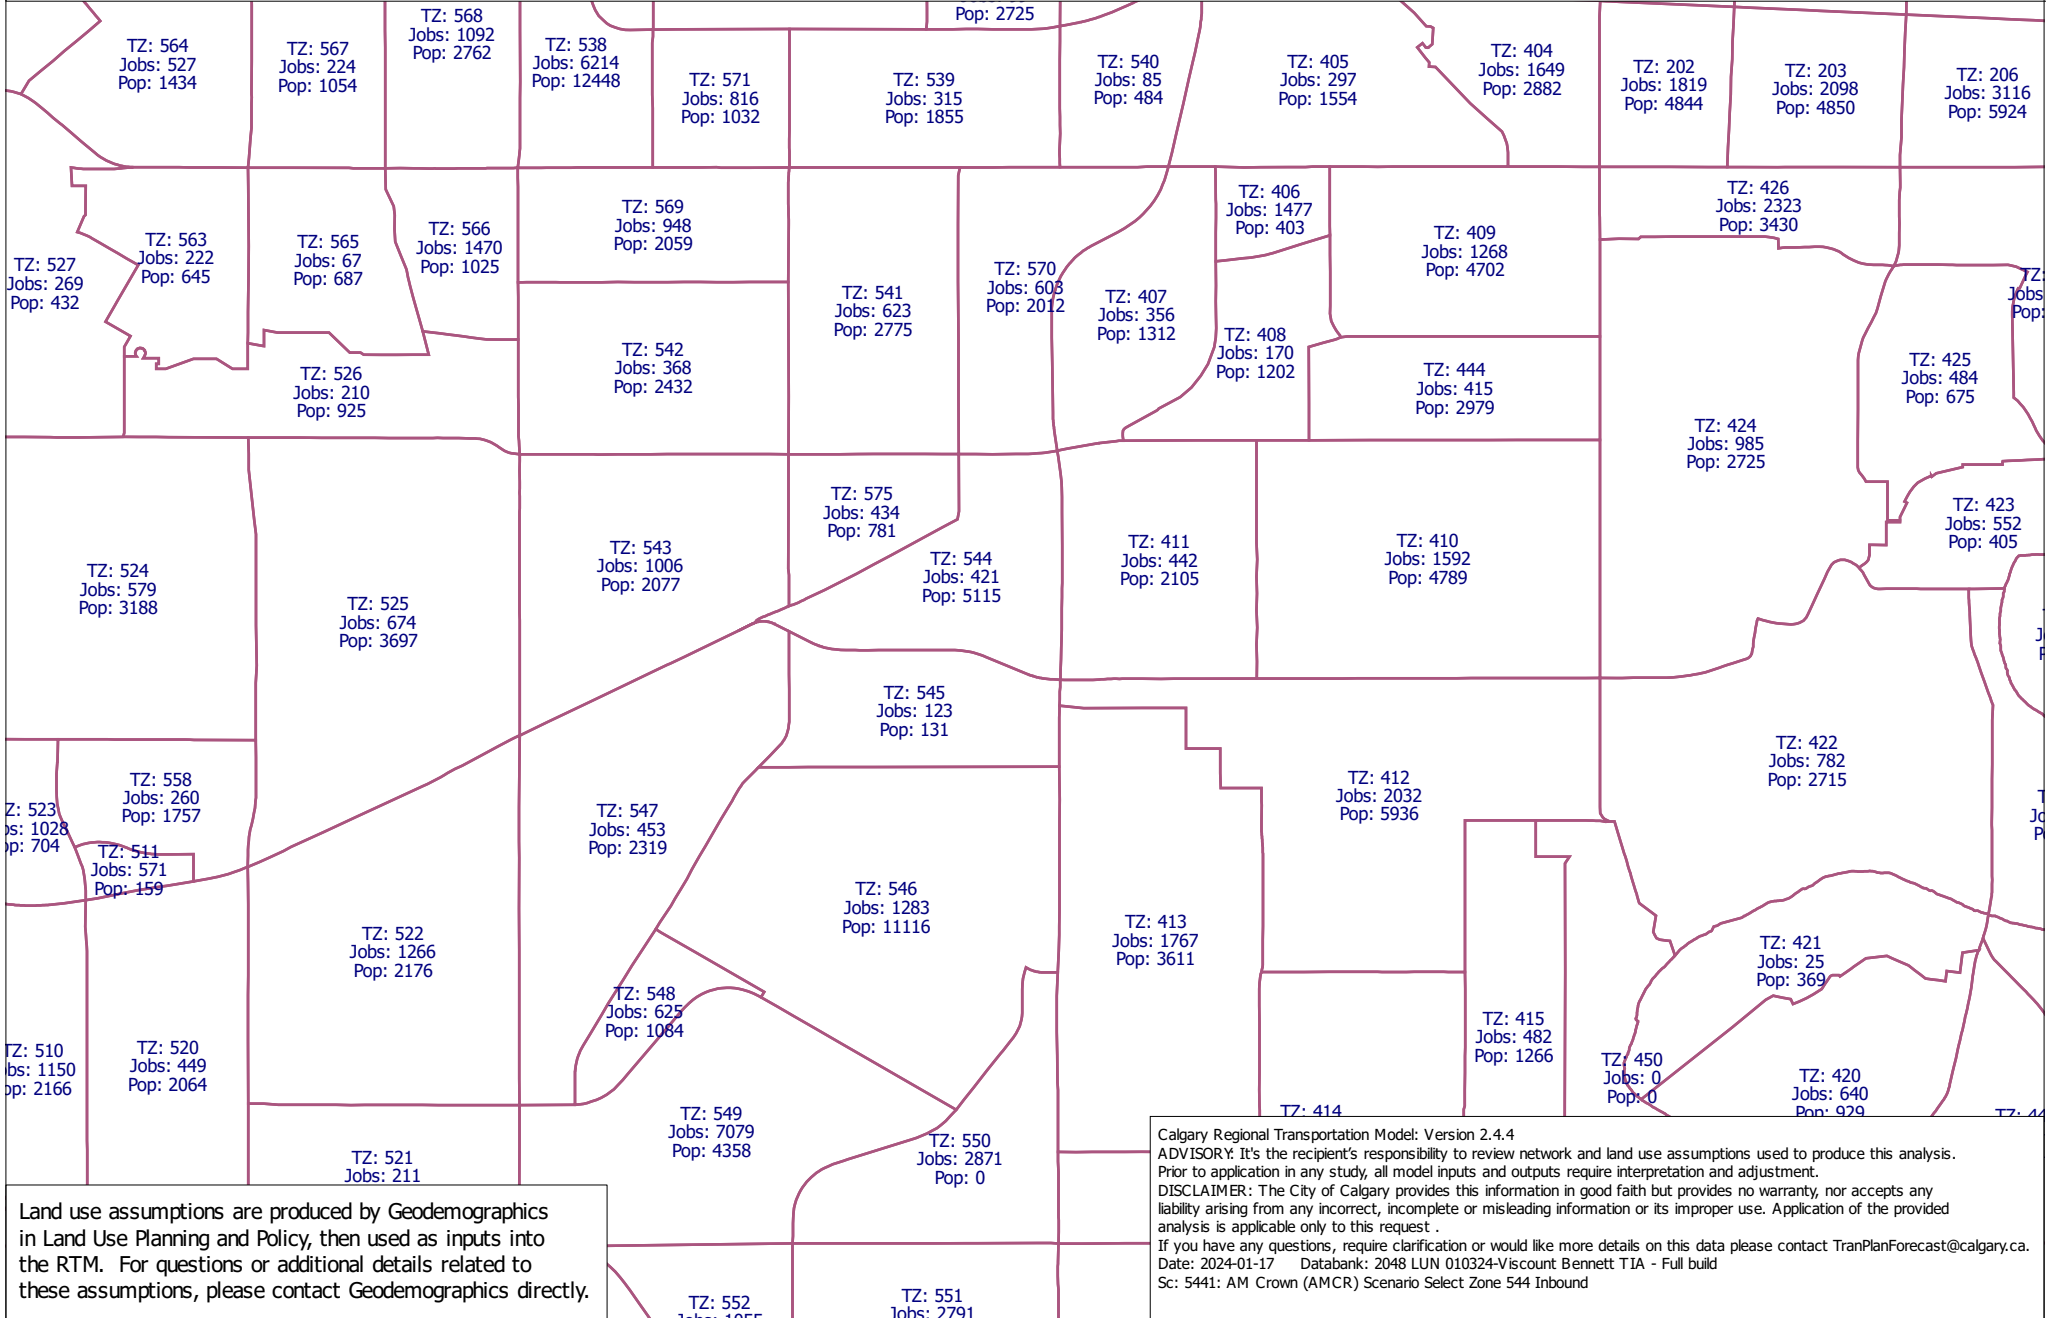 Pop: 2725
TZ: 564
Jobs: 527
Pop: 1434
TZ: 567
Jobs: 224
Pop: 1054
TZ: 568
Jobs: 1092
Pop: 2762
TZ: 538
Jobs: 6214
Pop: 12448
TZ: 571
Jobs: 816
Pop: 1032
TZ: 539
Jobs: 315
Pop: 1855
TZ: 540
Jobs: 85
Pop: 484
TZ: 405
Jobs: 297
Pop: 1554
TZ: 404
Jobs: 1649
Pop: 2882
TZ: 202
Jobs: 1819
Pop: 4844
TZ: 203
Jobs: 2098
Pop: 4850
TZ: 206
Jobs: 3116
Pop: 5924
TZ: 527
Jobs: 269
Pop: 432
TZ: 563
Jobs: 222
Pop: 645
TZ: 565
Jobs: 67
Pop: 687
TZ: 566
Jobs: 1470
Pop: 1025
TZ: 569
Jobs: 948
Pop: 2059
TZ: 541
Jobs: 623
Pop: 2775
TZ: 570
Jobs: 603
Pop: 2012
TZ: 407
Jobs: 356
Pop: 1312
TZ: 406
Jobs: 1477
Pop: 403
TZ: 408
Jobs: 170
Pop: 1202
TZ: 409
Jobs: 1268
Pop: 4702
TZ: 426
Jobs: 2323
Pop: 3430
TZ:
Jobs
Pop:
TZ: 526
Jobs: 210
Pop: 925
TZ: 542
Jobs: 368
Pop: 2432
TZ: 444
Jobs: 415
Pop: 2979
TZ: 424
Jobs: 985
Pop: 2725
TZ: 425
Jobs: 484
Pop: 675
TZ: 423
Jobs: 552
Pop: 405
TZ: 524
Jobs: 579
Pop: 3188
TZ: 525
Jobs: 674
Pop: 3697
TZ: 543
Jobs: 1006
Pop: 2077
TZ: 575
Jobs: 434
Pop: 781
TZ: 544
Jobs: 421
Pop: 5115
TZ: 411
Jobs: 442
Pop: 2105
TZ: 410
Jobs: 1592
Pop: 4789
TZ: 545
Jobs: 123
Pop: 131
TZ: 412
Jobs: 2032
Pop: 5936
TZ: 422
Jobs: 782
Pop: 2715
Z: 523
bs: 1028
op: 704
TZ: 558
Jobs: 260
Pop: 1757
TZ: 511
Jobs: 571
Pop: 159
TZ: 547
Jobs: 453
Pop: 2319
TZ: 546
Jobs: 1283
Pop: 11116
TZ: 413
Jobs: 1767
Pop: 3611
TZ: 421
Jobs: 25
Pop: 369
TZ: 522
Jobs: 1266
Pop: 2176
TZ: 548
Jobs: 625
Pop: 1084
TZ: 415
Jobs: 482
Pop: 1266
TZ: 450
Jobs: 0
Pop: 0
TZ: 420
Jobs: 640
Pop: 929
TZ: 510
obs: 1150
op: 2166
TZ: 520
Jobs: 449
Pop: 2064
TZ: 549
Jobs: 7079
Pop: 4358
TZ: 550
Jobs: 2871
Pop: 0
TZ: 414
TZ: 44
TZ: 521
Jobs: 211
TZ: 552
Jobs: 1055
TZ: 551
Jobs: 2791
Land use assumptions are produced by Geodemographics
in Land Use Planning and Policy, then used as inputs into
the RTM. For questions or additional details related to
these assumptions, please contact Geodemographics directly.
Calgary Regional Transportation Model: Version 2.4.4
ADVISORY: It's the recipient's responsibility to review network and land use assumptions used to produce this analysis.
Prior to application in any study, all model inputs and outputs require interpretation and adjustment.
DISCLAIMER: The City of Calgary provides this information in good faith but provides no warranty, nor accepts any
liability arising from any incorrect, incomplete or misleading information or its improper use. Application of the provided
analysis is applicable only to this request .
If you have any questions, require clarification or would like more details on this data please contact TranPlanForecast@calgary.ca.
Date: 2024-01-17 Databank: 2048 LUN 010324-Viscount Bennett TIA - Full build
Sc: 5441: AM Crown (AMCR) Scenario Select Zone 544 Inbound